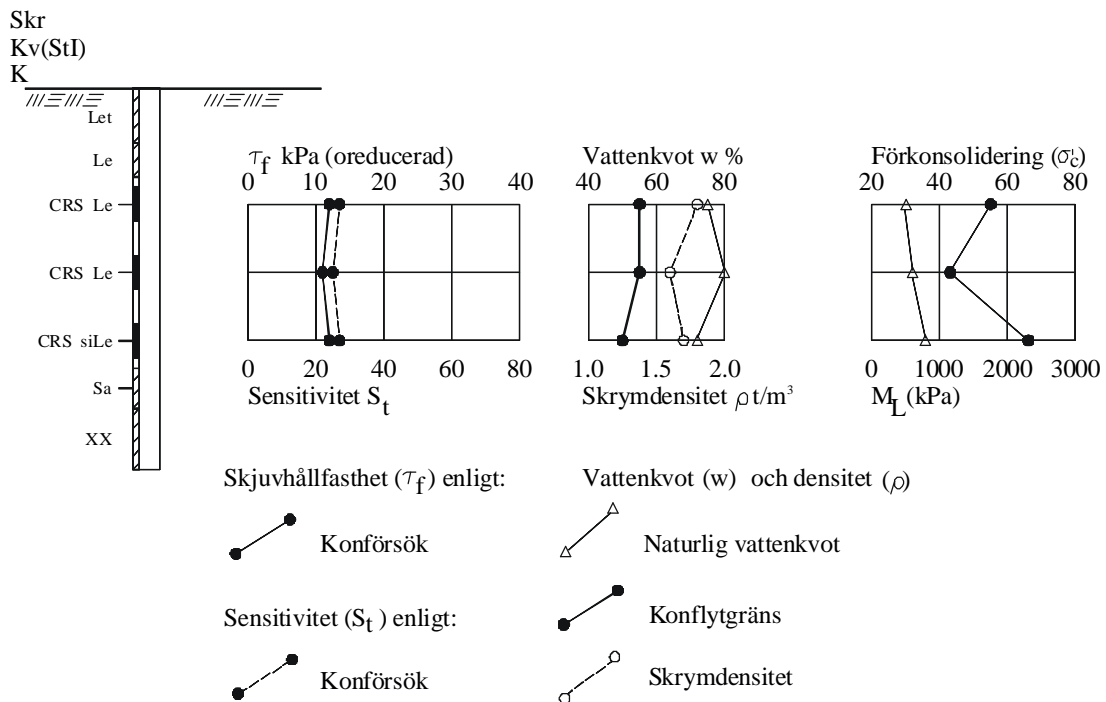 Skr
Kv(StI)
K
Let
Le
CRS Le
CRS Le
CRS siLe
Sa
XX
τf kPa (oreducerad)
0 10 20 30 40
0 20 40 60 80
Sensitivitet St
Vattenkvot w %
40 60 80
1.0 1.5 2.0
Skrymdensitet ρ t/m³
Förkonsolidering (σ'c)
20 40 60 80
0 1000 2000 3000
ML (kPa)
Skjuvhållfasthet (τf) enligt:
Konförsök
Sensitivitet (St) enligt:
Konförsök
Vattenkvot (w) och densitet (ρ)
Naturlig vattenkvot
Konflytgräns
Skrymdensitet